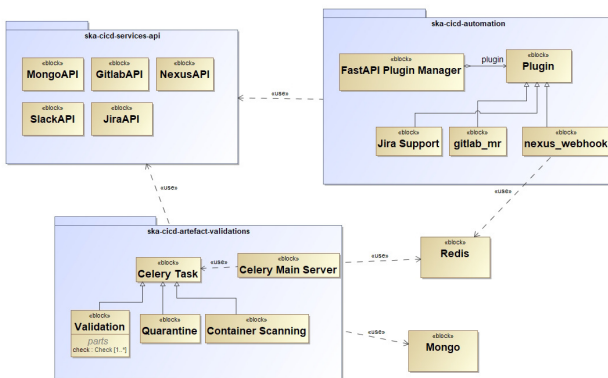 ska-cicd-services-api
«block»
MongoAPI
«block»
GitlabAPI
«block»
NexusAPI
«block»
SlackAPI
«block»
JiraAPI
ska-cicd-automation
«block»
FastAPI Plugin Manager
plugin
«block»
Plugin
«block»
Jira Support
«block»
gitlab_mr
«block»
nexus_webhook
«use»
«use»
«use»
ska-cicd-artefact-validations
«block»
Celery Task
«use»
«block»
Celery Main Server
«use»
«block»
Redis
«block»
Validation
parts
check : Check [1..*]
«block»
Quarantine
«block»
Container Scanning
«use»
«block»
Mongo